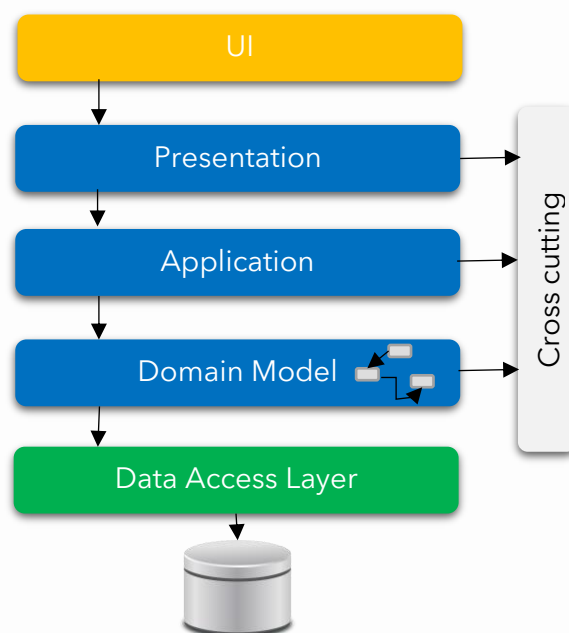 UI
Presentation
Application
Domain Model
Data Access Layer
Cross cutting